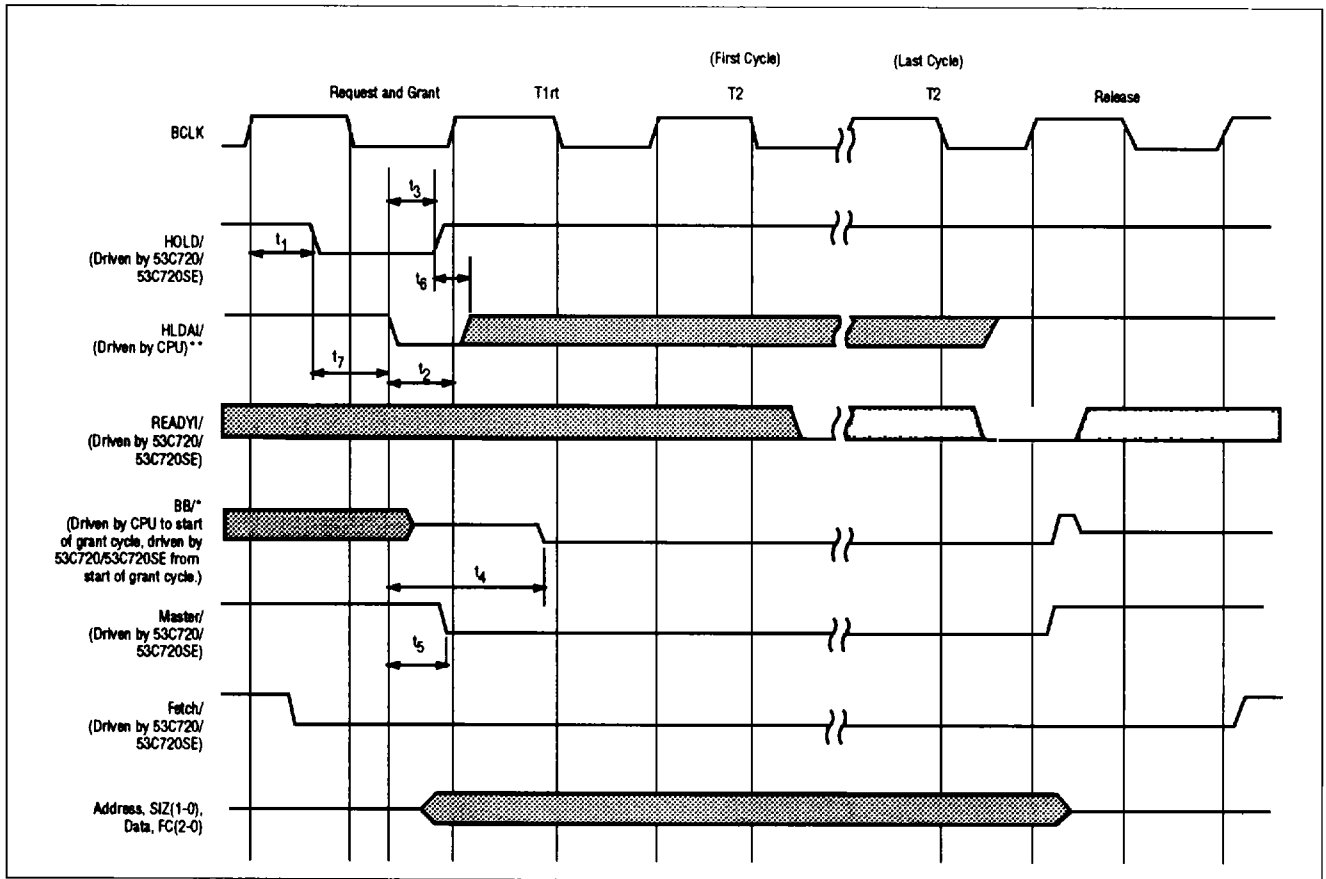 (First Cycle)
(Last Cycle)
Request and Grant
T1rt
T2
T2
Release
BCLK
t3
HOLD/
(Driven by 53C720/
53C720SE)
t1
t6
HLDAI/
(Driven by CPU)**
t7
t2
READYI/
(Driven by 53C720/
53C720SE)
BB/*
(Driven by CPU to start
of grant cycle, driven by
53C720/53C720SE from
start of grant cycle.)
t4
Master/
(Driven by 53C720/
53C720SE)
t5
Fetch/
(Driven by 53C720/
53C720SE)
Address, SIZ(1-0),
Data, FC(2-0)